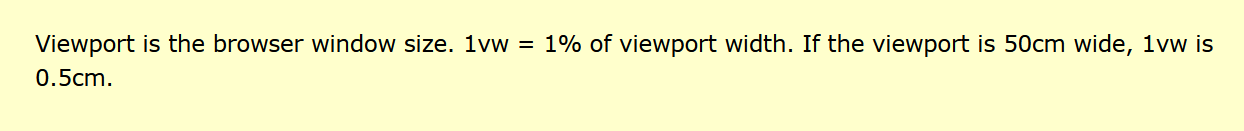 Viewport is the browser window size. 1vw = 1% of viewport width. If the viewport is 50cm wide, 1vw is
0.5cm.